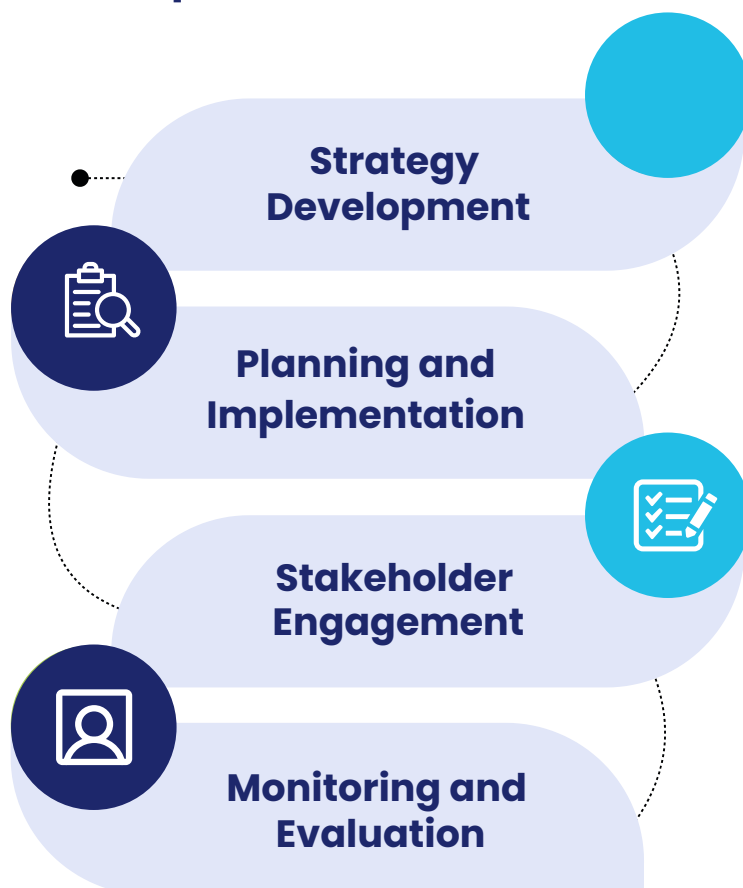 Strategy
Development
Planning and
Implementation
Stakeholder
Engagement
Monitoring and
Evaluation